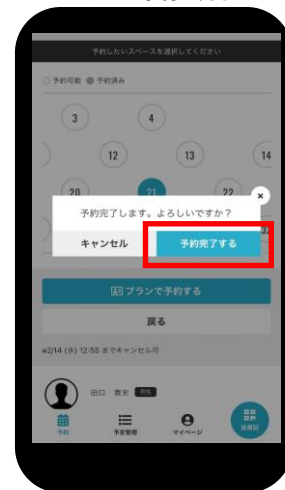 予約したいスペースを選択してください
予約可能 予約済み
3 4
12 13 14
20 21 22
×
予約完了します。よろしいですか？
キャンセル 予約完了する
プランで予約する
戻る
※2/14 (水) 12:55 までキャンセル可
田口 貴史 男性
予約 予定管理 マイページ 会員証